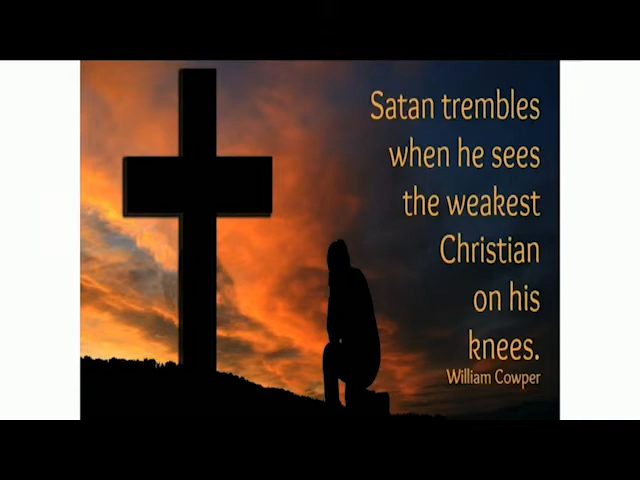 Satan trembles
when he sees
the weakest
Christian
on his
knees.
William Cowper